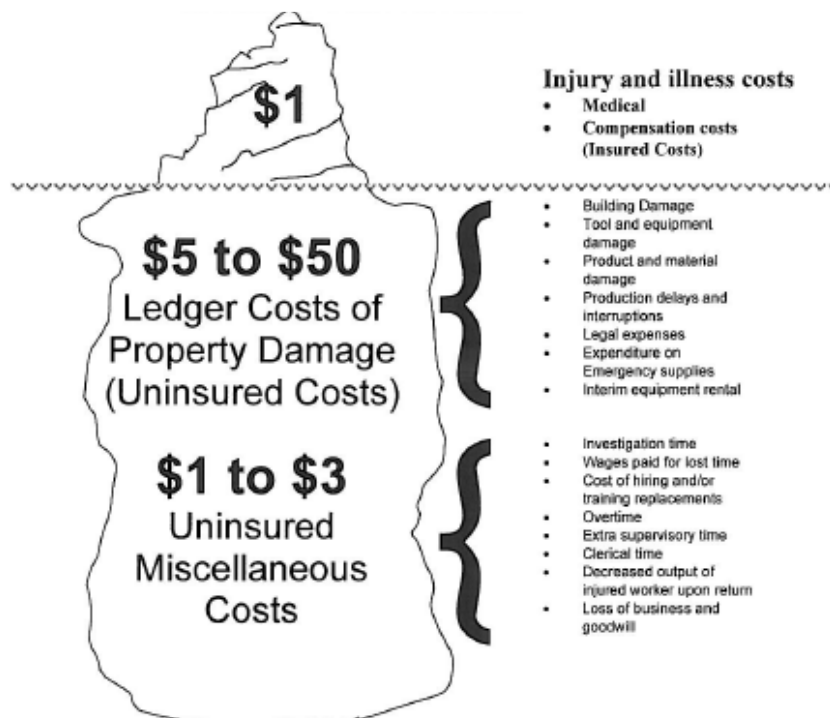 $1
Injury and illness costs
• Medical
• Compensation costs
(Insured Costs)
$5 to $50
Ledger Costs of
Property Damage
(Uninsured Costs)
• Building Damage
• Tool and equipment
damage
• Product and material
damage
• Production delays and
interruptions
• Legal expenses
• Expenditure on
Emergency supplies
• Interim equipment rental
$1 to $3
Uninsured
Miscellaneous
Costs
• Investigation time
• Wages paid for lost time
• Cost of hiring and/or
training replacements
• Overtime
• Extra supervisory time
• Clerical time
• Decreased output of
injured worker upon return
• Loss of business and
goodwill